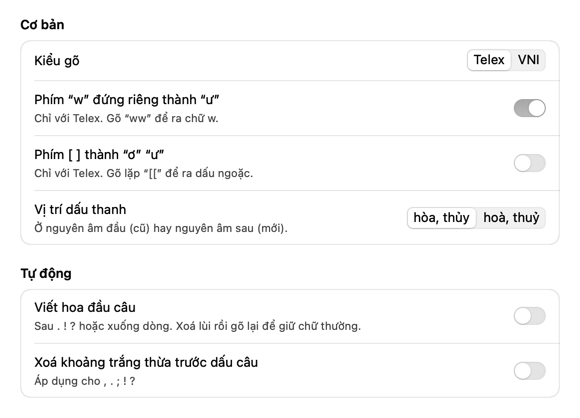 Cơ bản
Kiểu gõ
Telex VNI
Phím “w” đứng riêng thành “ư”
Chỉ với Telex. Gõ “ww” để ra chữ w.
Phím [ ] thành “ơ” “ư”
Chỉ với Telex. Gõ lặp “[[” để ra dấu ngoặc.
Vị trí dấu thanh
hòa, thủy hoà, thuỷ
Ở nguyên âm đầu (cũ) hay nguyên âm sau (mới).
Tự động
Viết hoa đầu câu
Sau . ! ? hoặc xuống dòng. Xoá lùi rồi gõ lại để giữ chữ thường.
Xoá khoảng trắng thừa trước dấu câu
Áp dụng cho , . ; ! ?